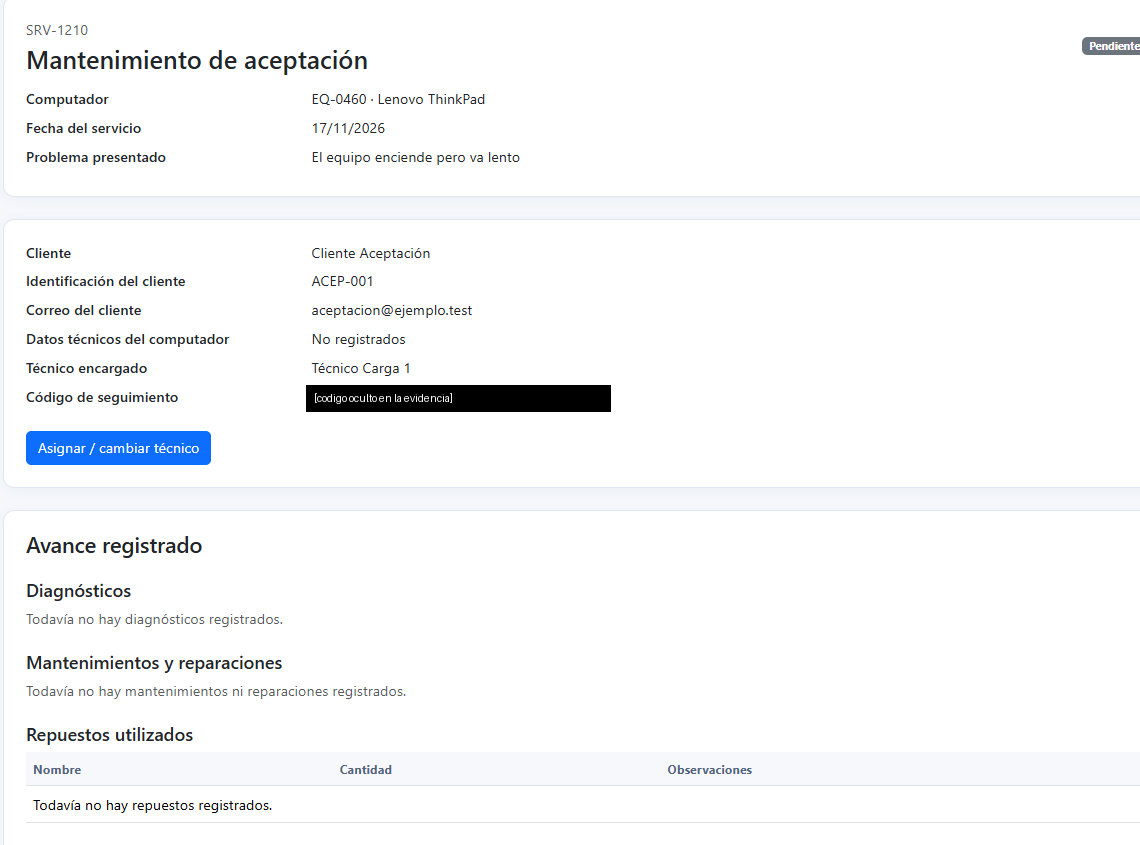 SRV-1210
Pendiente
Mantenimiento de aceptación
Computador EQ-0460 · Lenovo ThinkPad
Fecha del servicio 17/11/2026
Problema presentado El equipo enciende pero va lento
Cliente Cliente Aceptación
Identificación del cliente ACEP-001
Correo del cliente aceptacion@ejemplo.test
Datos técnicos del computador No registrados
Técnico encargado Técnico Carga 1
Código de seguimiento [codigo oculto en la evidencia]
Asignar / cambiar técnico
Avance registrado
Diagnósticos
Todavía no hay diagnósticos registrados.
Mantenimientos y reparaciones
Todavía no hay mantenimientos ni reparaciones registrados.
Repuestos utilizados
Nombre Cantidad Observaciones
Todavía no hay repuestos registrados.